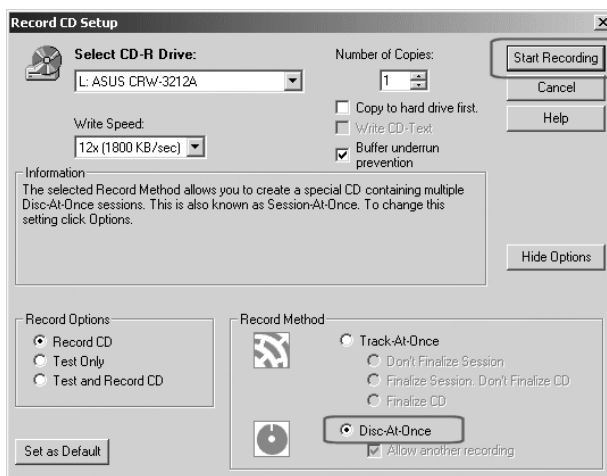 Record CD Setup
Select CD-R Drive:
L: ASUS CRW-3212A
Write Speed:
12x (1800 KB/sec)
Number of Copies:
1
Copy to hard drive first.
Write CD-Text
Buffer underrun
prevention
Start Recording
Cancel
Help
Information
The selected Record Method allows you to create a special CD containing multiple
Disc-At-Once sessions. This is also known as Session-At-Once. To change this
setting click Options.
Hide Options
Record Options
Record CD
Test Only
Test and Record CD
Set as Default
Record Method
Track-At-Once
Don't Finalize Session
Finalize Session. Don't Finalize CD
Finalize CD
Disc-At-Once
Allow another recording